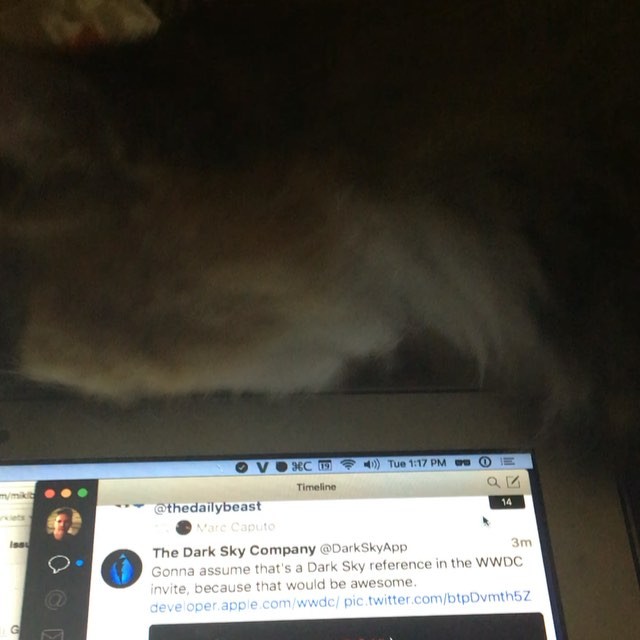 ⌘C 19 Tue 1:17 PM
Timeline
14
@thedailybeast
Marc Caputo
The Dark Sky Company @DarkSkyApp 3m
Gonna assume that's a Dark Sky reference in the WWDC
invite, because that would be awesome.
developer.apple.com/wwdc/ pic.twitter.com/btpDvmth5Z